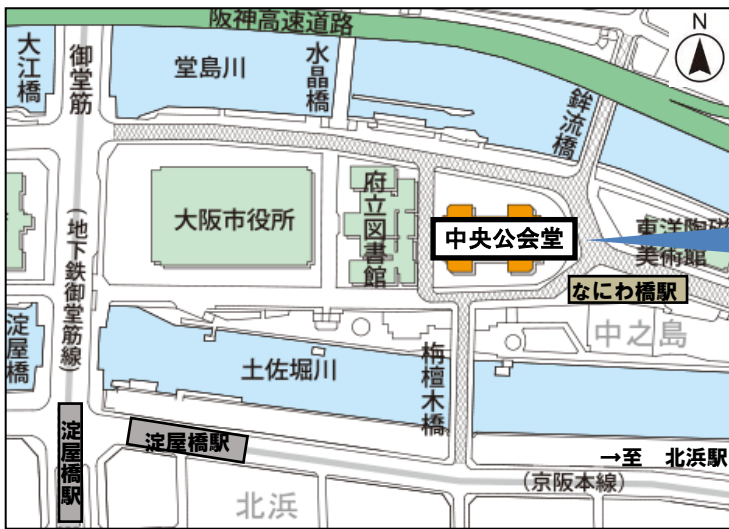 阪神高速道路
N
大江橋
御堂筋
堂島川
水晶橋
鉾流橋
大阪市役所
府立図書館
中央公会堂
東洋陶磁
美術館
なにわ橋駅
中之島
(地下鉄御堂筋線)
淀屋橋
土佐堀川
栴檀木橋
淀屋橋駅
淀屋橋駅
→至 北浜駅
(京阪本線)
北浜